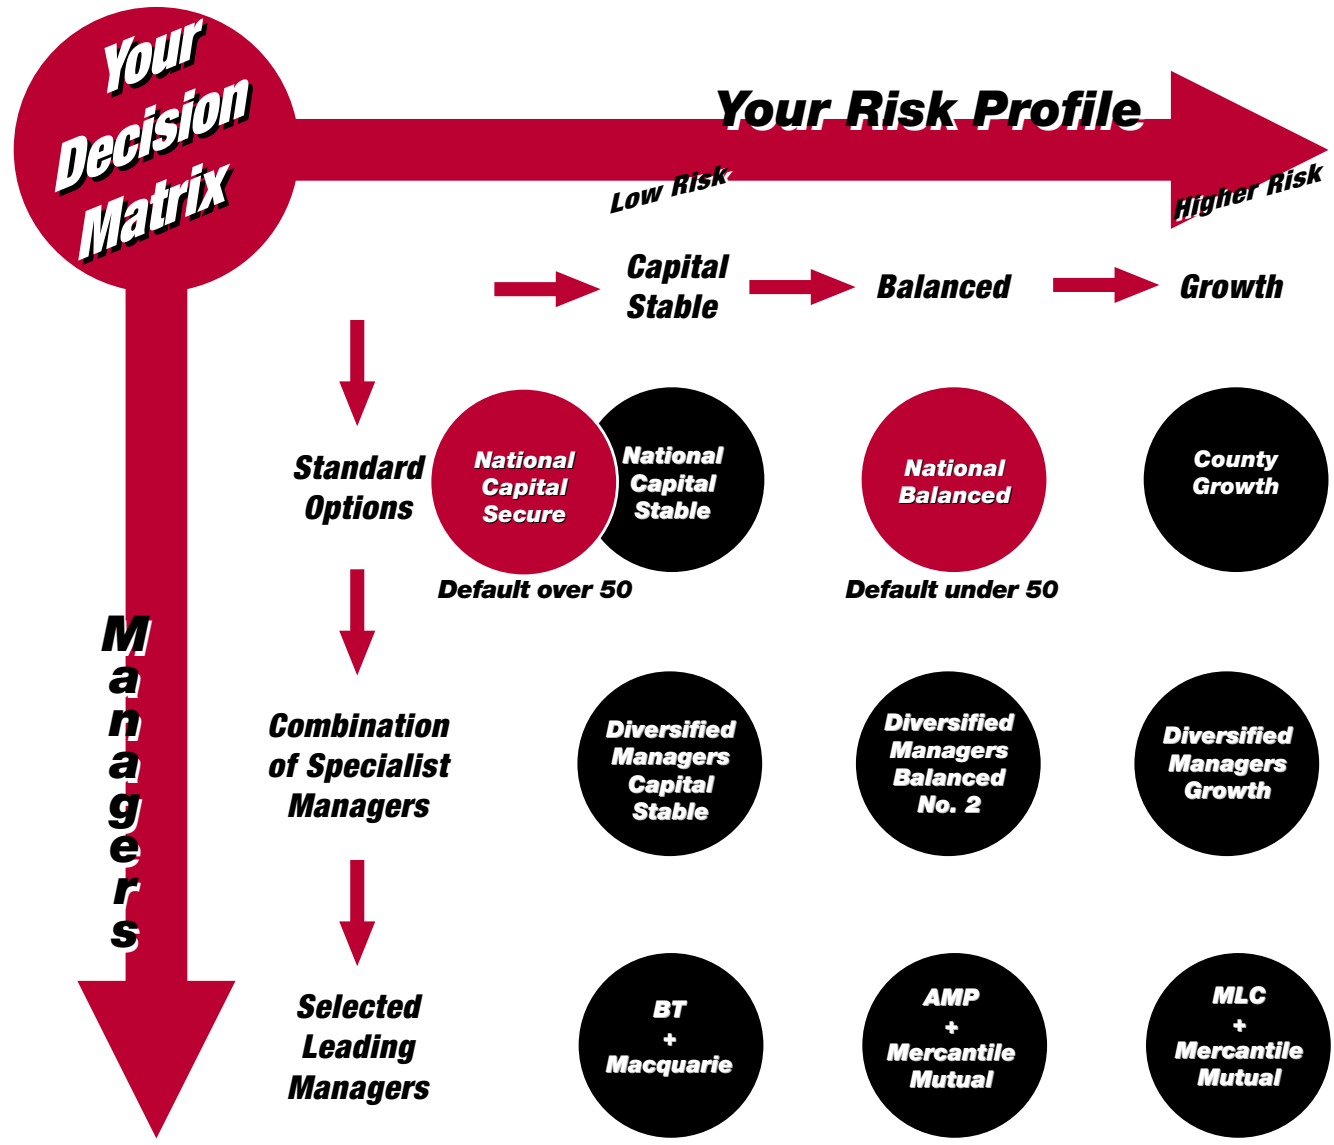 Your
Decision
Matrix
Your Risk Profile
Low Risk
Higher Risk
Capital
Stable
Balanced
Growth
Managers
Standard
Options
National
Capital
Secure
National
Capital
Stable
National
Balanced
County
Growth
Default over 50
Default under 50
Combination
of Specialist
Managers
Diversified
Managers
Capital
Stable
Diversified
Managers
Balanced
No. 2
Diversified
Managers
Growth
Selected
Leading
Managers
BT
+
Macquarie
AMP
+
Mercantile
Mutual
MLC
+
Mercantile
Mutual